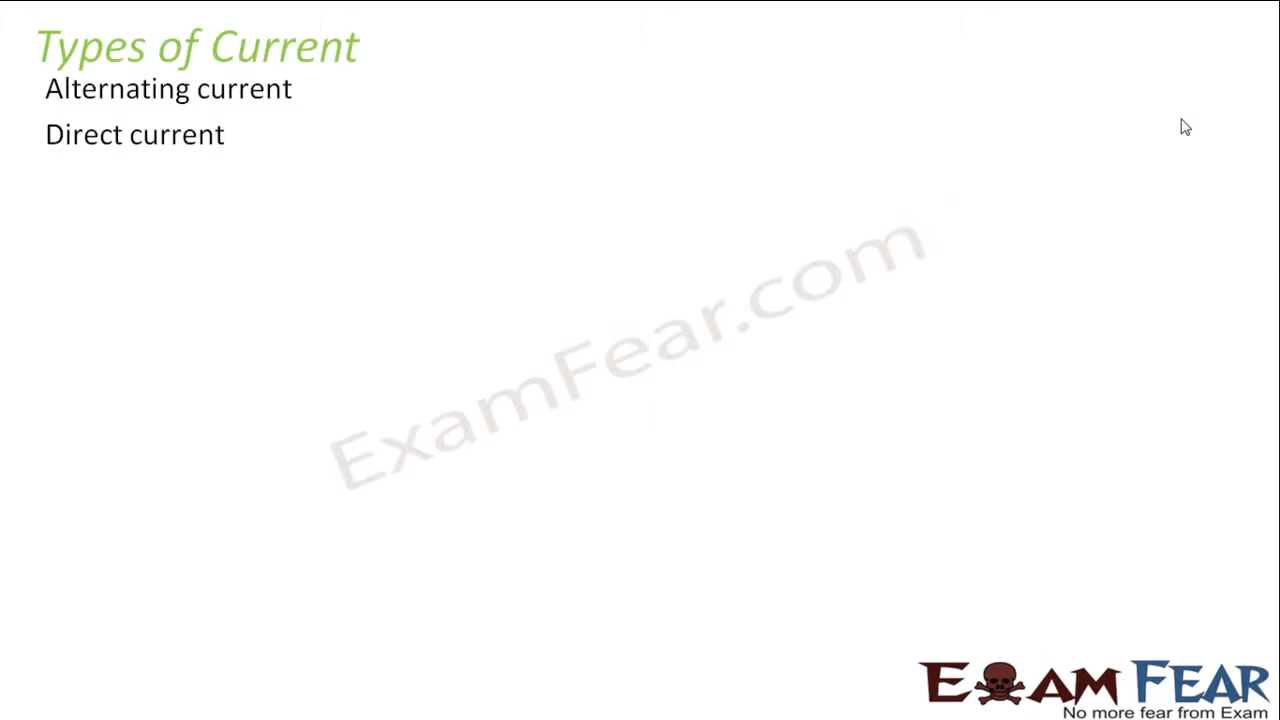 Types of Current
Alternating current
Direct current
ExamFear.com
EXAM FEAR
No more fear from Exam